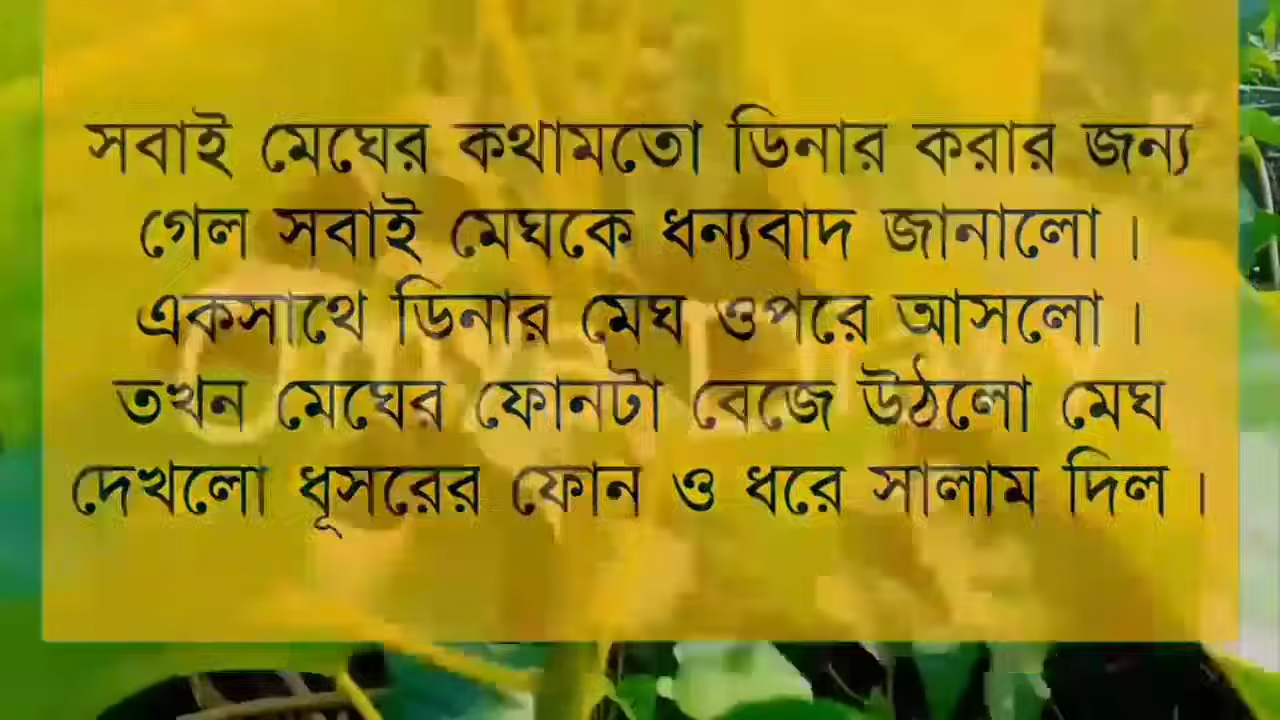 সবাই মেঘের কথামতো ডিনার করার জন্য
গেল সবাই মেঘকে ধন্যবাদ জানালো।
একসাথে ডিনার মেঘ ওপরে আসলো।
তখন মেঘের ফোনটা বেজে উঠলো মেঘ
দেখলো ধূসরের ফোন ও ধরে সালাম দিল।